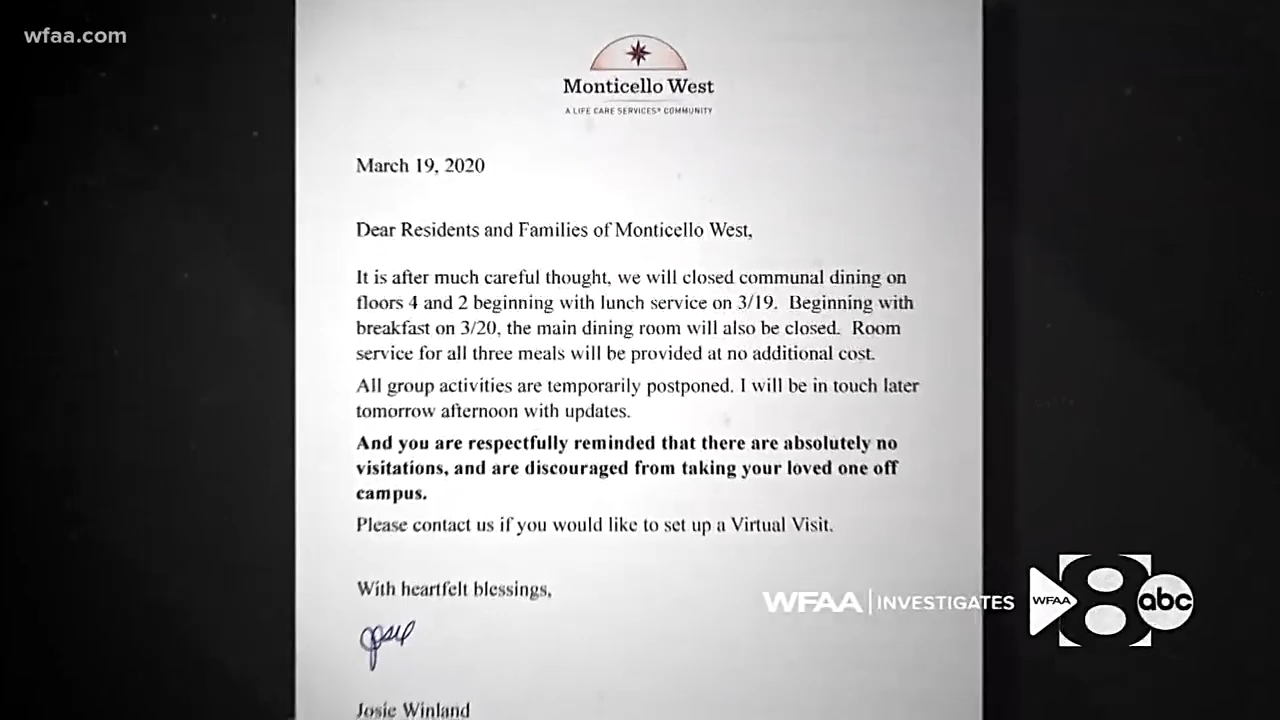 wfaa.com
Monticello West
A LIFE CARE SERVICES® COMMUNITY
March 19, 2020
Dear Residents and Families of Monticello West,
It is after much careful thought, we will closed communal dining on
floors 4 and 2 beginning with lunch service on 3/19. Beginning with
breakfast on 3/20, the main dining room will also be closed. Room
service for all three meals will be provided at no additional cost.
All group activities are temporarily postponed. I will be in touch later
tomorrow afternoon with updates.
And you are respectfully reminded that there are absolutely no
visitations, and are discouraged from taking your loved one off
campus.
Please contact us if you would like to set up a Virtual Visit.
With heartfelt blessings,
Josie
Josie Winland
WFAA INVESTIGATES
WFAA 8 abc